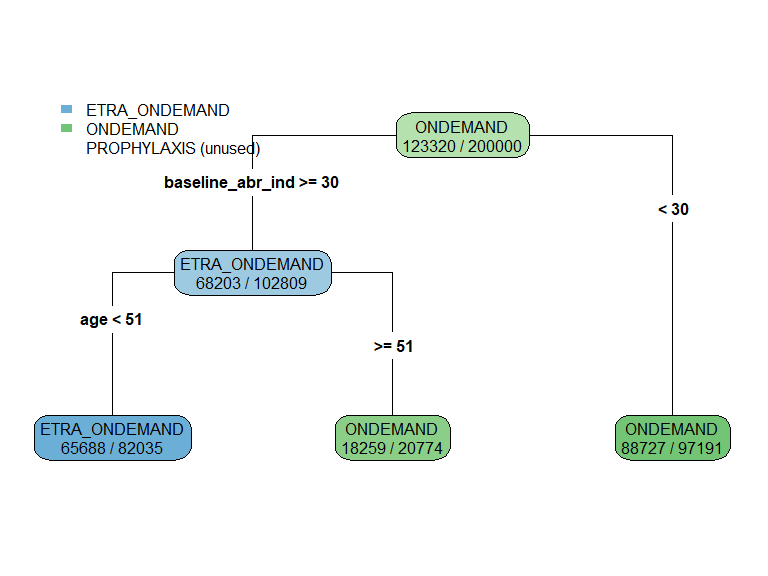 ETRA_ONDEMAND
ONDEMAND
PROPHYLAXIS (unused)
ONDEMAND
123320 / 200000
baseline_abr_ind >= 30
< 30
ETRA_ONDEMAND
68203 / 102809
age < 51
>= 51
ETRA_ONDEMAND
65688 / 82035
ONDEMAND
18259 / 20774
ONDEMAND
88727 / 97191